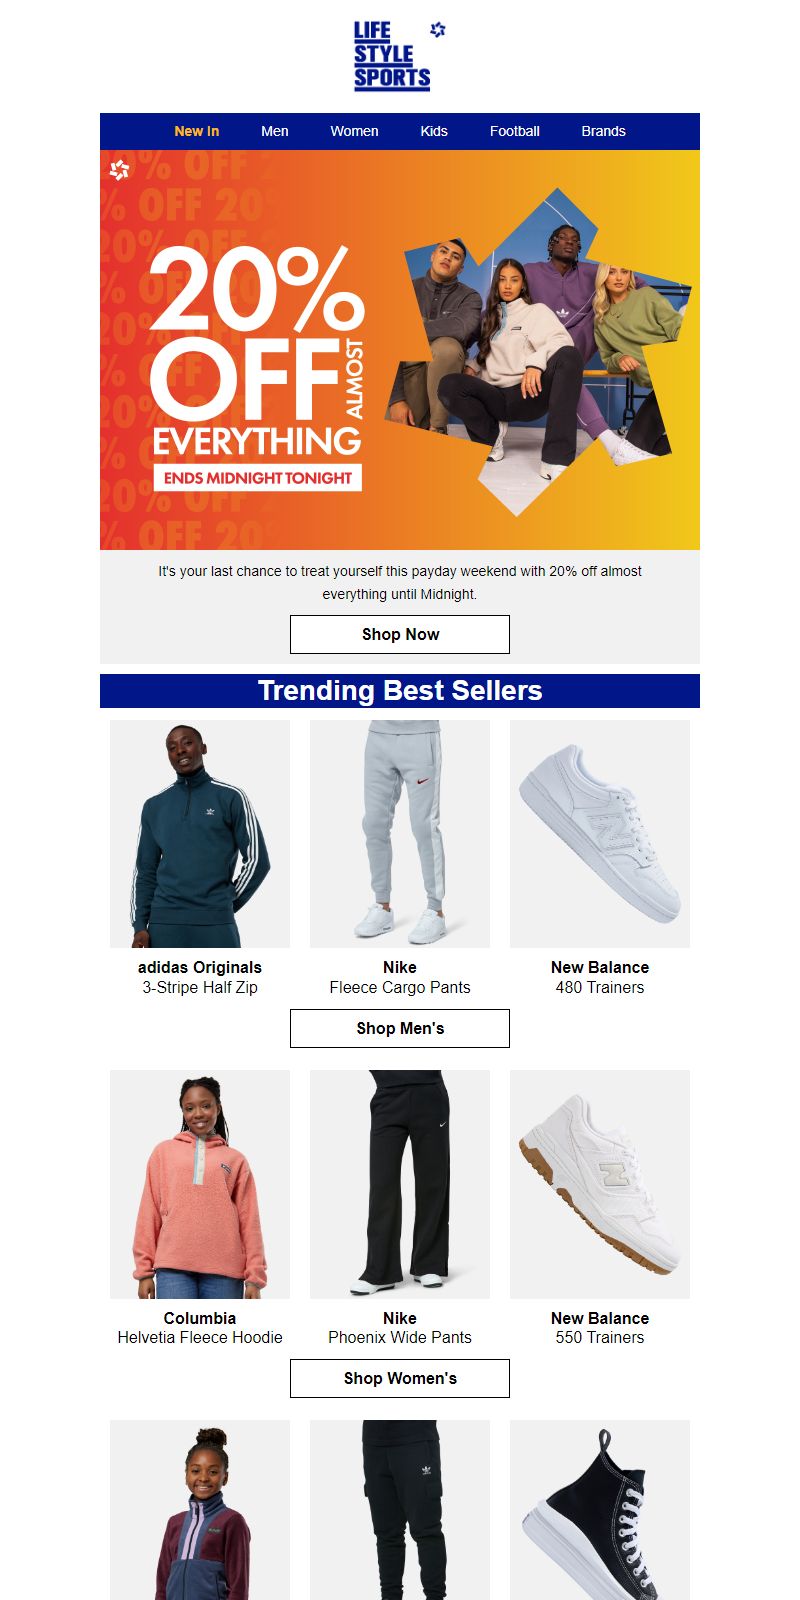 LIFE
STYLE
SPORTS
New In Men Women Kids Football Brands
20%
OFF ALMOST
EVERYTHING
ENDS MIDNIGHT TONIGHT
It's your last chance to treat yourself this payday weekend with 20% off almost
everything until Midnight.
Shop Now
Trending Best Sellers
adidas Originals Nike New Balance
3-Stripe Half Zip Fleece Cargo Pants 480 Trainers
Shop Men's
Columbia Nike New Balance
Helvetia Fleece Hoodie Phoenix Wide Pants 550 Trainers
Shop Women's